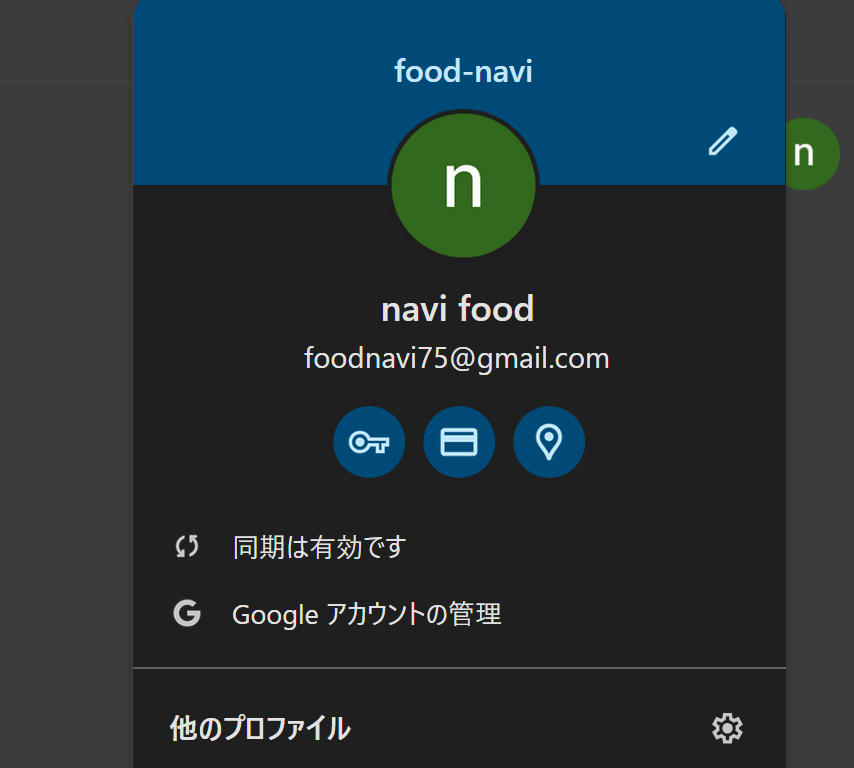 food-navi
n
n
navi food
foodnavi75@gmail.com
同期は有効です
Google アカウントの管理
他のプロファイル